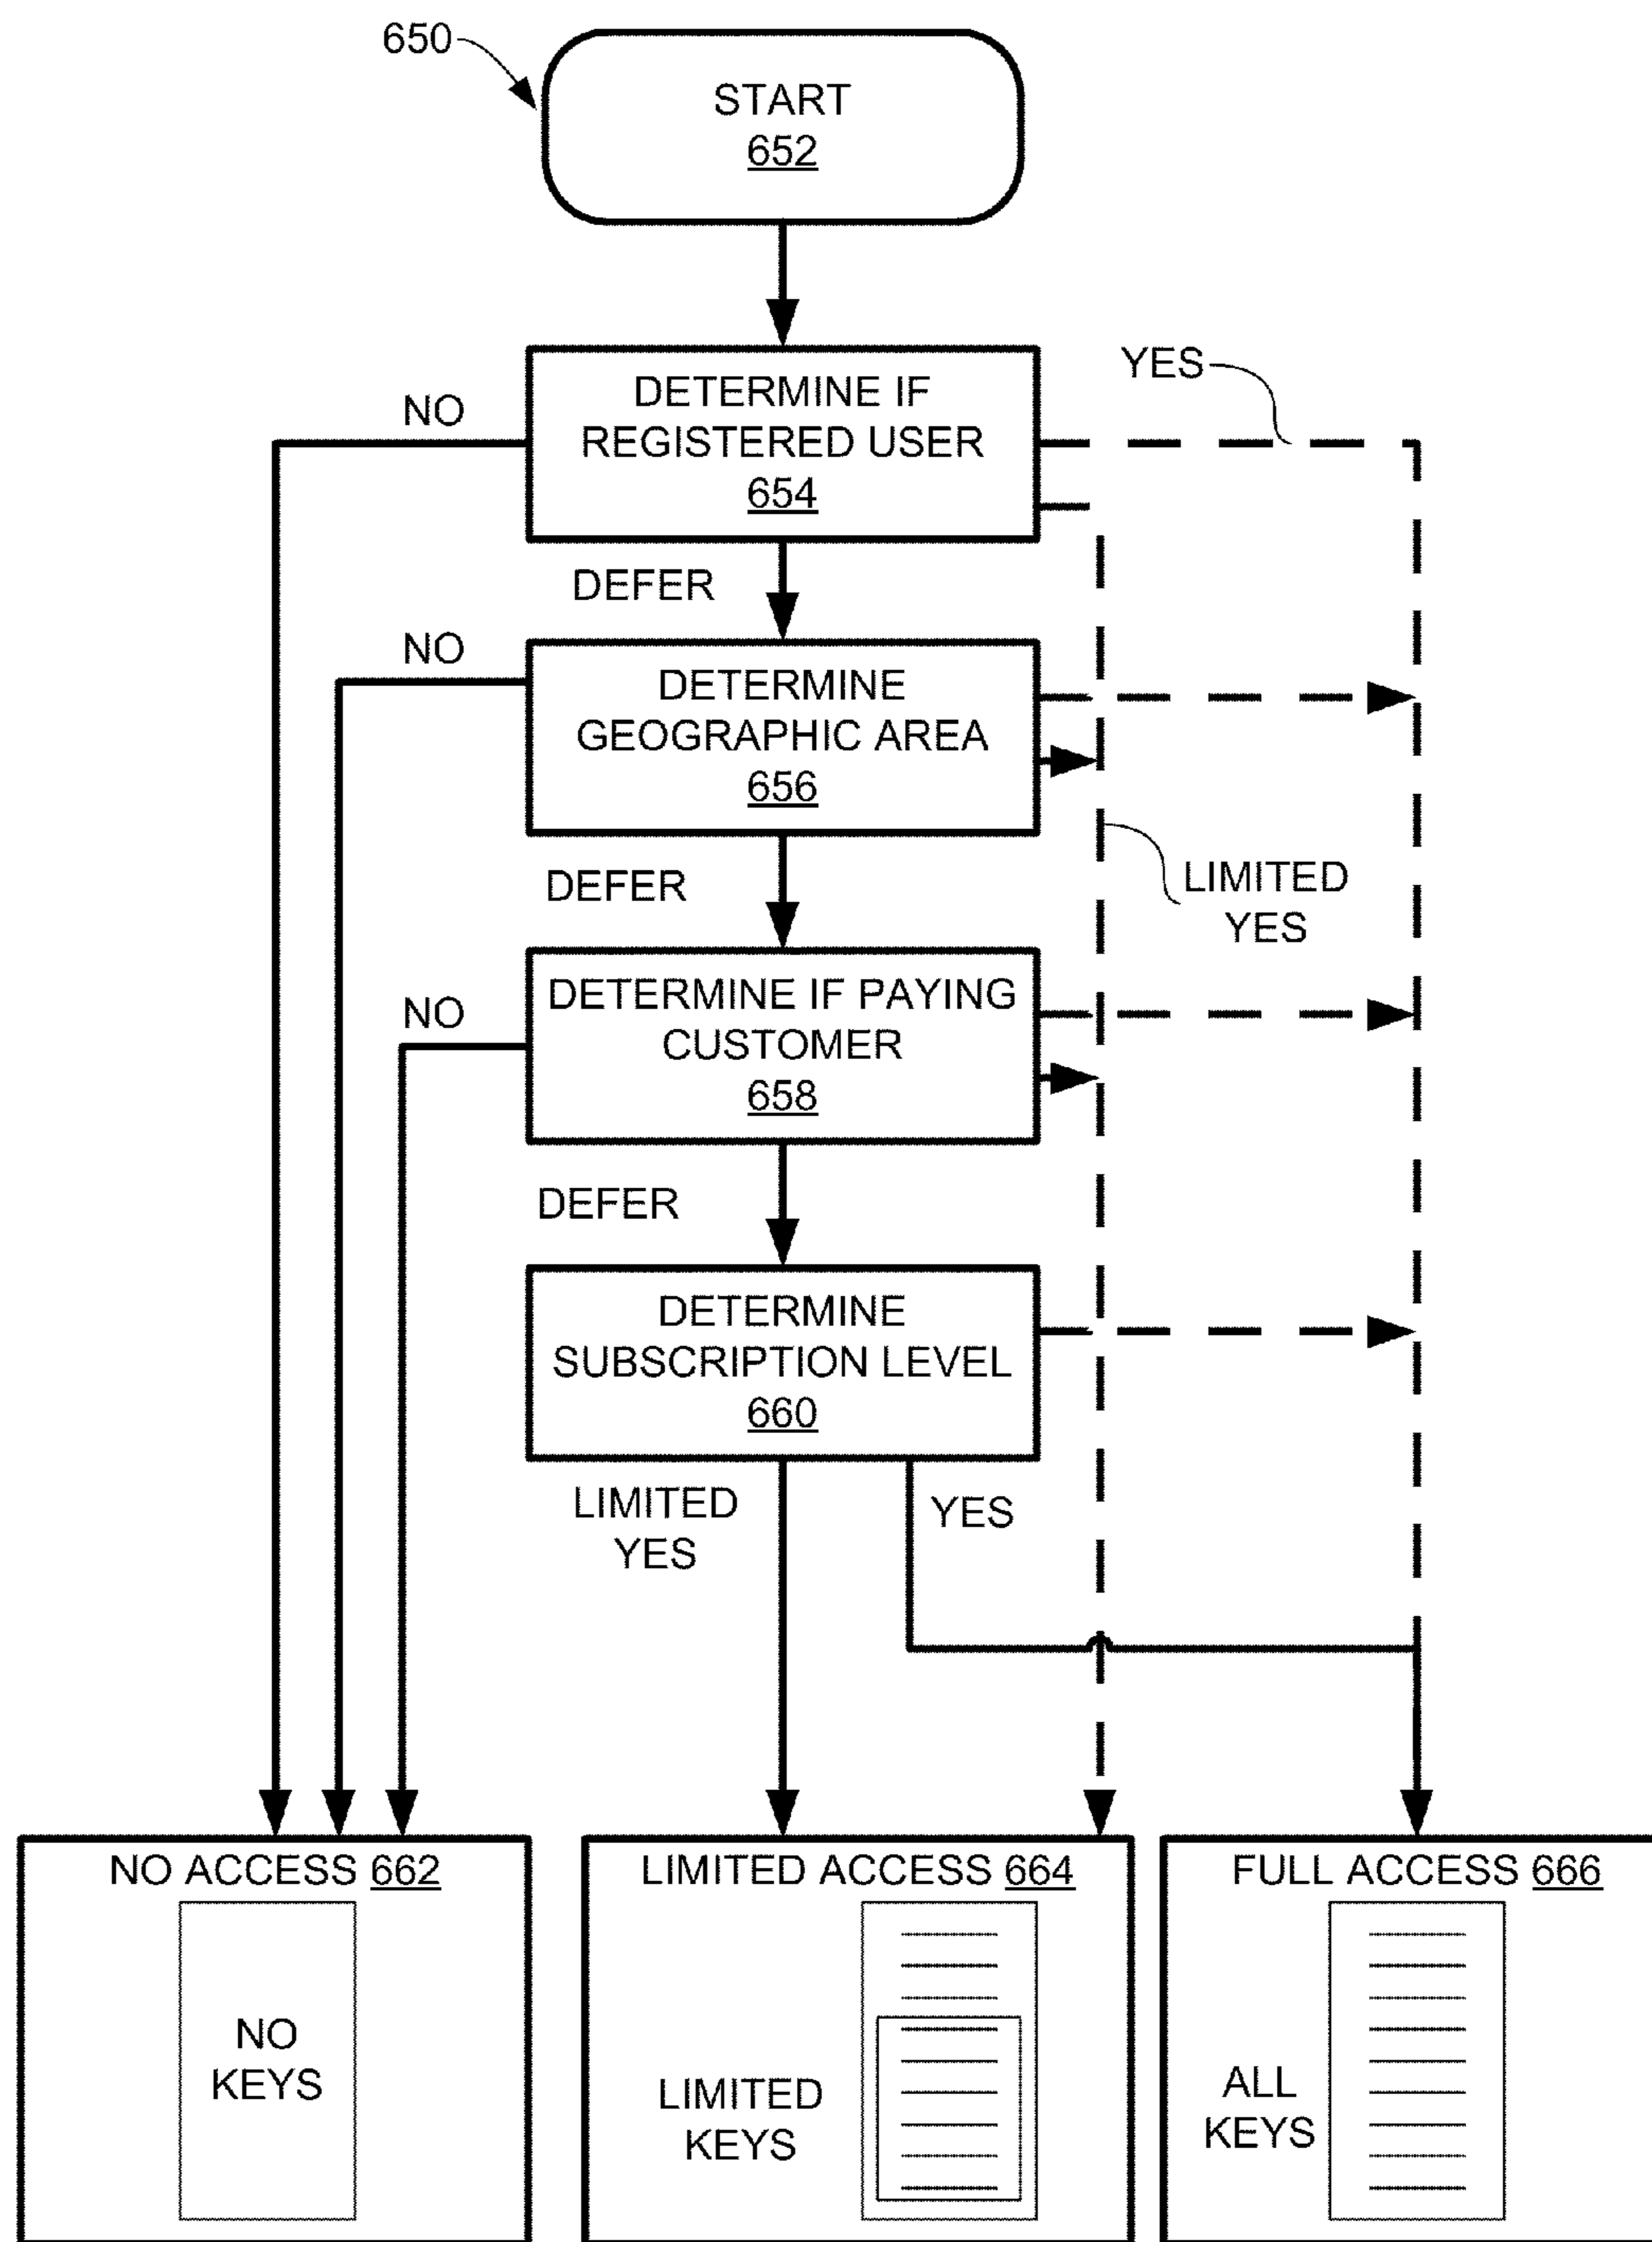 650
START
652
YES
NO
DETERMINE IF
REGISTERED USER
654
DEFER
NO
DETERMINE
GEOGRAPHIC AREA
656
DEFER
LIMITED
YES
NO
DETERMINE IF PAYING
CUSTOMER
658
DEFER
DETERMINE
SUBSCRIPTION LEVEL
660
LIMITED
YES
YES
NO ACCESS 662
NO
KEYS
LIMITED ACCESS 664
LIMITED
KEYS
FULL ACCESS 666
ALL
KEYS